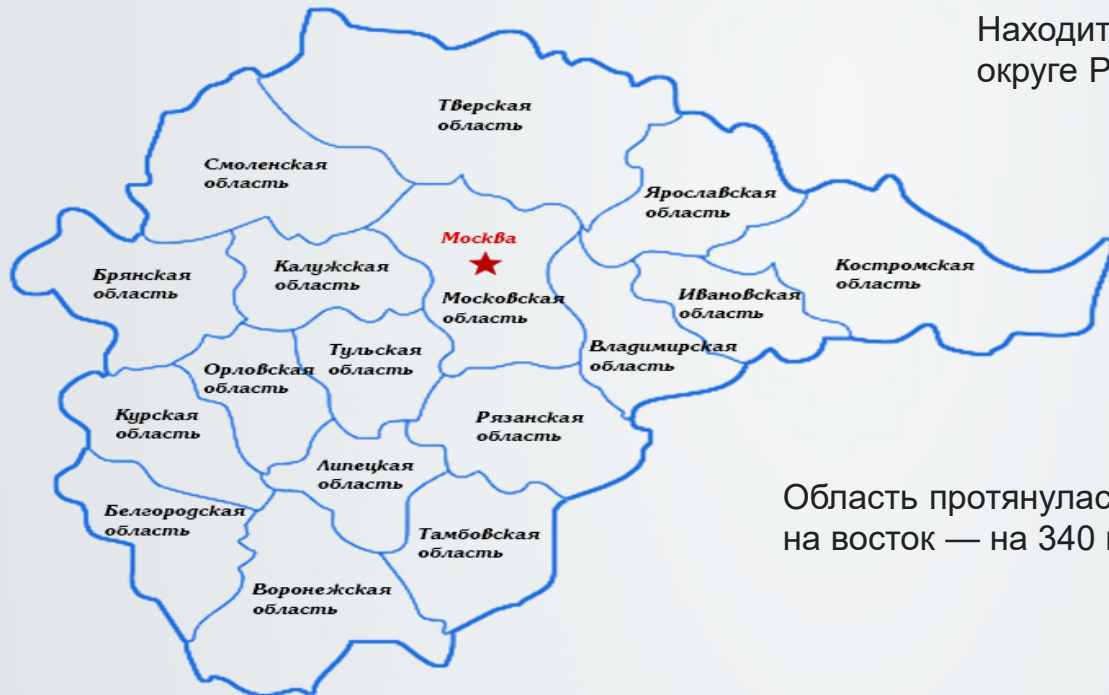 Находит
округе Р
Тверская
область
Смоленская
область
Ярославская
область
Москва
Московская
область
Калужская
область
Брянская
область
Костромская
область
Ивановская
область
Владимирская
область
Тульская
область
Орловская
область
Курская
область
Рязанская
область
Липецкая
область
Белгородская
область
Тамбовская
область
Воронежская
область
Область протянулас
на восток — на 340